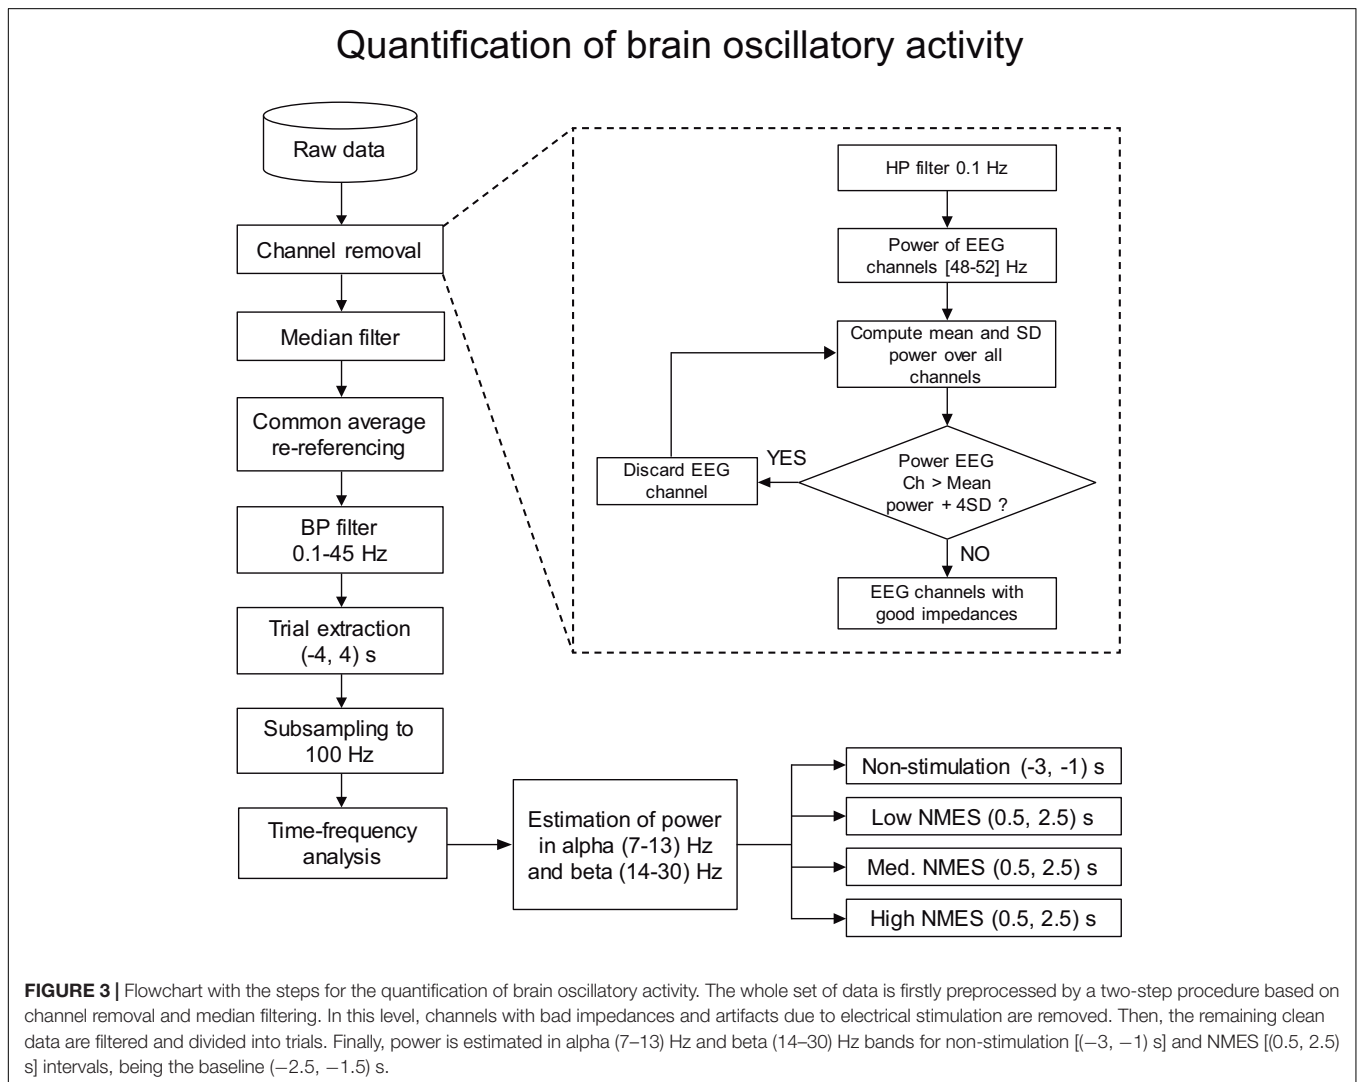 Quantification of brain oscillatory activity
Raw data
Channel removal
Median filter
Common average
re-referencing
BP filter
0.1-45 Hz
Trial extraction
(-4, 4) s
Subsampling to
100 Hz
Time-frequency
analysis
HP filter 0.1 Hz
Power of EEG
channels [48-52] Hz
Compute mean and SD
power over all
channels
Power EEG
Ch > Mean
power + 4SD ?
YES
Discard EEG
channel
NO
EEG channels with
good impedances
Estimation of power
in alpha (7-13) Hz
and beta (14-30) Hz
Non-stimulation (-3, -1) s
Low NMES (0.5, 2.5) s
Med. NMES (0.5, 2.5) s
High NMES (0.5, 2.5) s
FIGURE 3 | Flowchart with the steps for the quantification of brain oscillatory activity. The whole set of data is firstly preprocessed by a two-step procedure based on
channel removal and median filtering. In this level, channels with bad impedances and artifacts due to electrical stimulation are removed. Then, the remaining clean
data are filtered and divided into trials. Finally, power is estimated in alpha (7–13) Hz and beta (14–30) Hz bands for non-stimulation [(−3, −1) s] and NMES [(0.5, 2.5)
s] intervals, being the baseline (−2.5, −1.5) s.